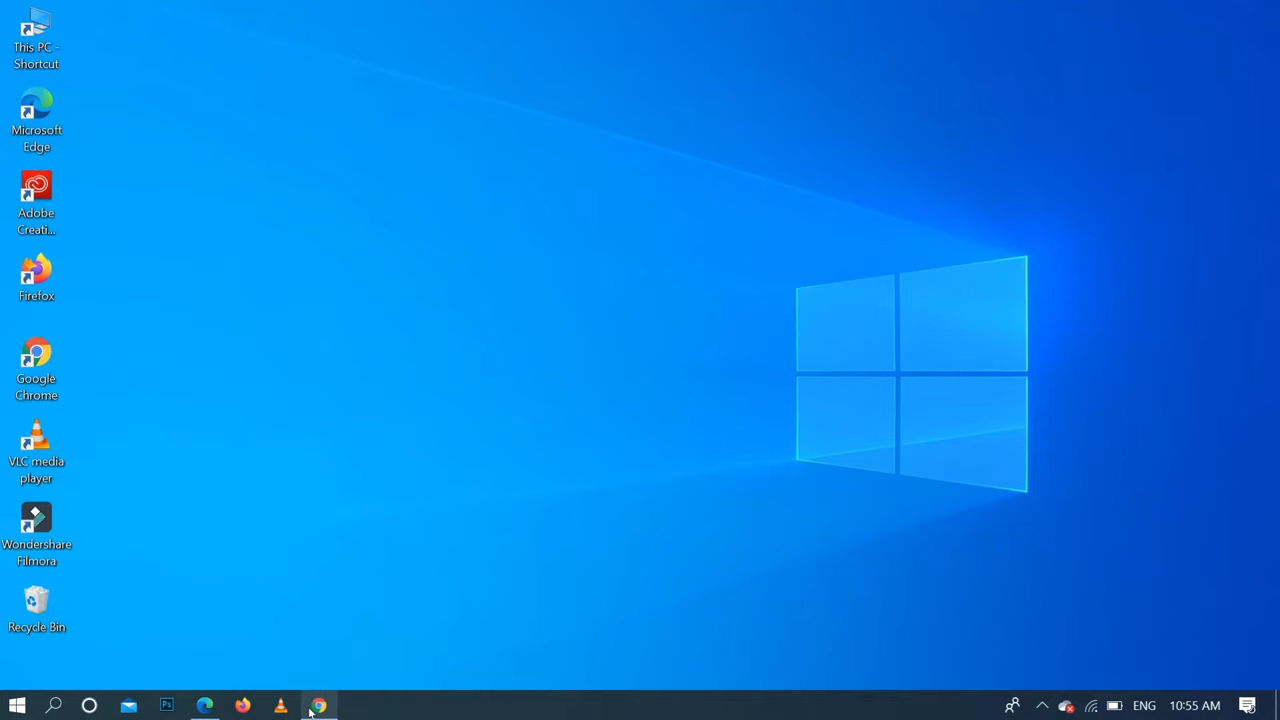 This PC -
Shortcut
Microsoft
Edge
Adobe
Creati...
Firefox
Google
Chrome
VLC media
player
Wondershare
Filmora
Recycle Bin
Ps
ENG
10:55 AM